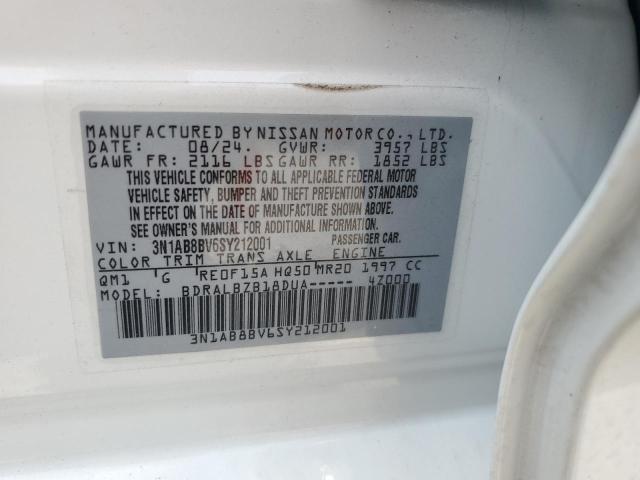 MANUFACTURED BY NISSAN MOTOR CO., LTD.
DATE: 08/24. GVWR: 3957 LBS
GAWR FR: 2116 LBS GAWR RR: 1852 LBS
THIS VEHICLE CONFORMS TO ALL APPLICABLE FEDERAL MOTOR
VEHICLE SAFETY, BUMPER AND THEFT PREVENTION STANDARDS
IN EFFECT ON THE DATE OF MANUFACTURE SHOWN ABOVE.
SEE OWNER'S MANUAL FOR ADDITIONAL INFORMATION.
VIN: 3N1AB8BV6SY212001 PASSENGER CAR.
COLOR TRIM TRANS AXLE ENGINE
QM1 G RE0F15A HQ50 MR20 1997 CC
MODEL: BDRALBZB18DUA----- 4Z000
3N1AB8BV6SY212001